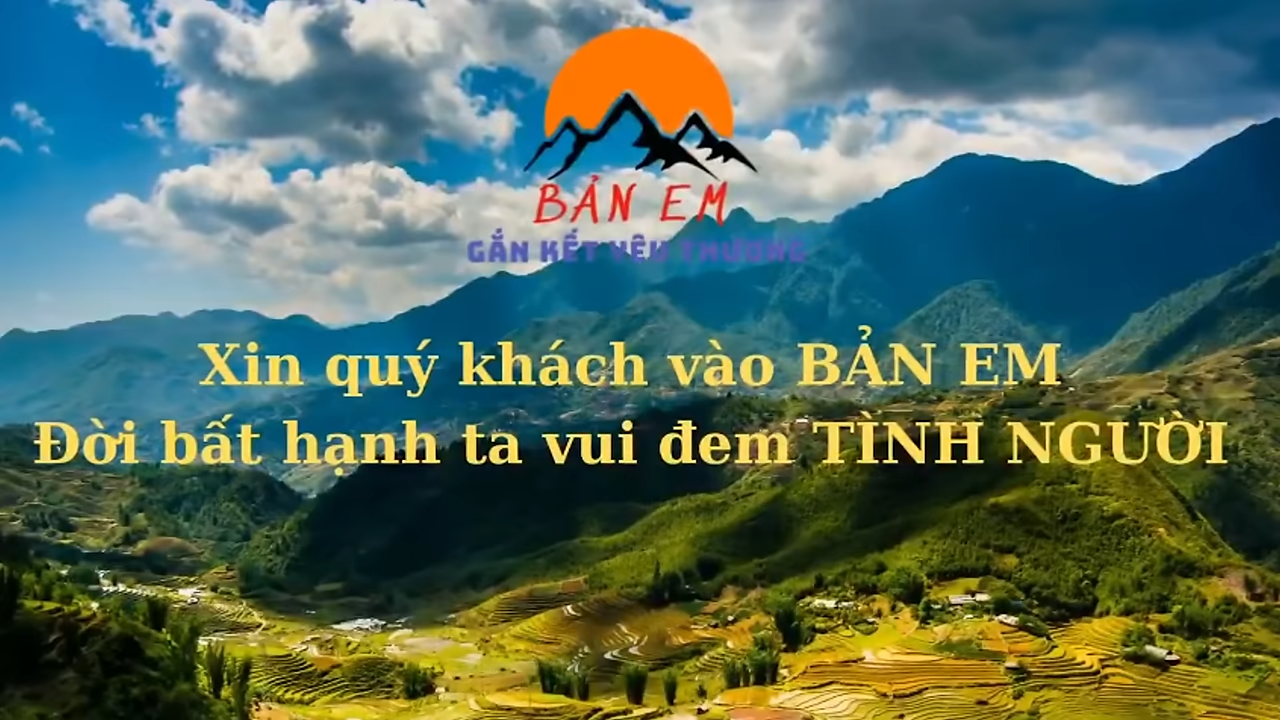 BẢN EM
GẮN KẾT YÊU THƯƠNG
Xin quý khách vào BẢN EM
Đời bất hạnh ta vui đem TÌNH NGƯỜI